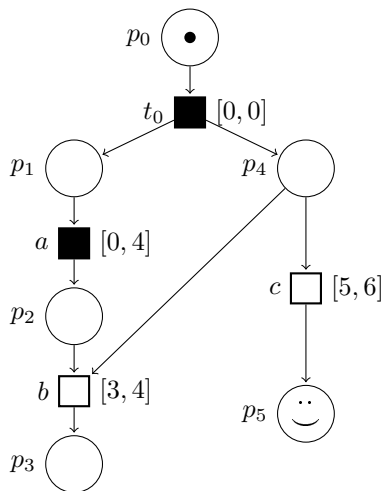 p₀
t₀ [0, 0]
p₁ p₄
a [0, 4]
c [5, 6]
p₂
b [3, 4]
p₅
p₃